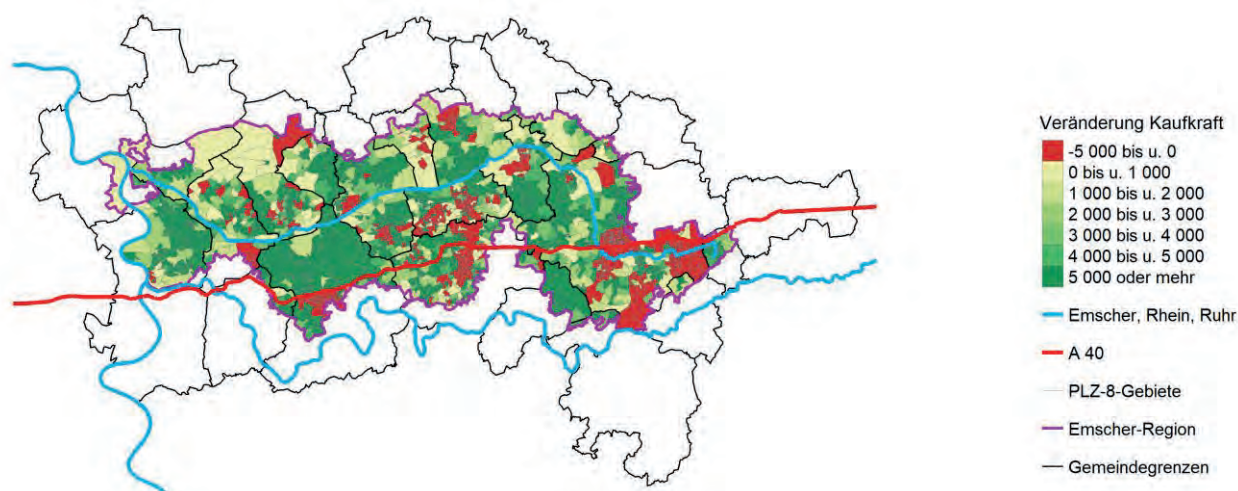 Veränderung Kaufkraft
-5 000 bis u. 0
0 bis u. 1 000
1 000 bis u. 2 000
2 000 bis u. 3 000
3 000 bis u. 4 000
4 000 bis u. 5 000
5 000 oder mehr
Emscher, Rhein, Ruhr
A 40
PLZ-8-Gebiete
Emscher-Region
Gemeindegrenzen